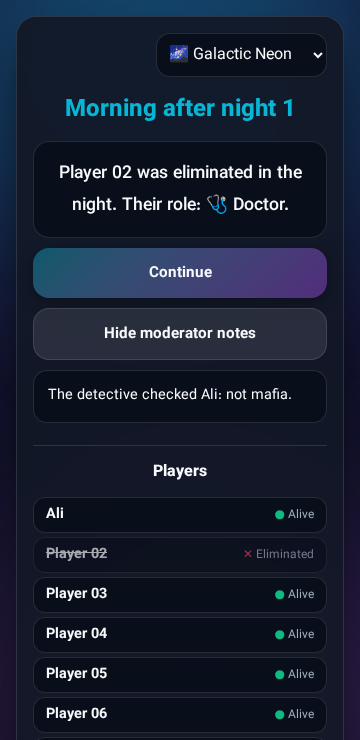 🌌 Galactic Neon
Morning after night 1
Player 02 was eliminated in the
night. Their role: 🩺 Doctor.
Continue
Hide moderator notes
The detective checked Ali: not mafia.
Players
Ali
Alive
Player 02
✕ Eliminated
Player 03
Alive
Player 04
Alive
Player 05
Alive
Player 06
Alive